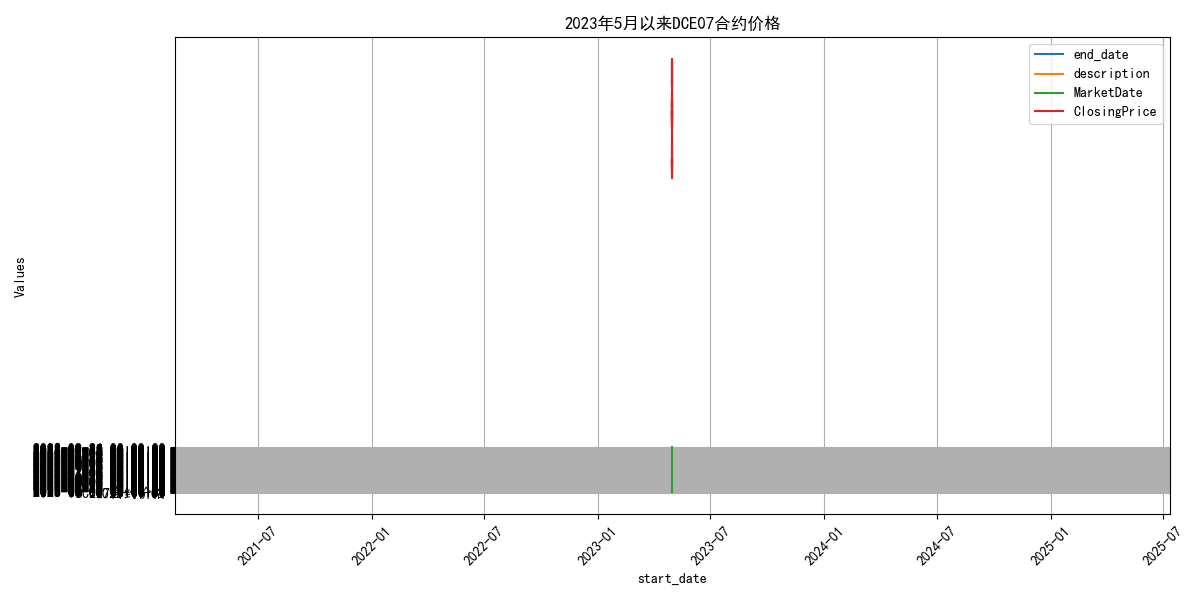 2023年5月以来DCE07合约价格
end_date
description
MarketDate
ClosingPrice
Values
2021-07
2022-01
2022-07
2023-01
2023-07
2024-01
2024-07
2025-01
2025-07
start_date